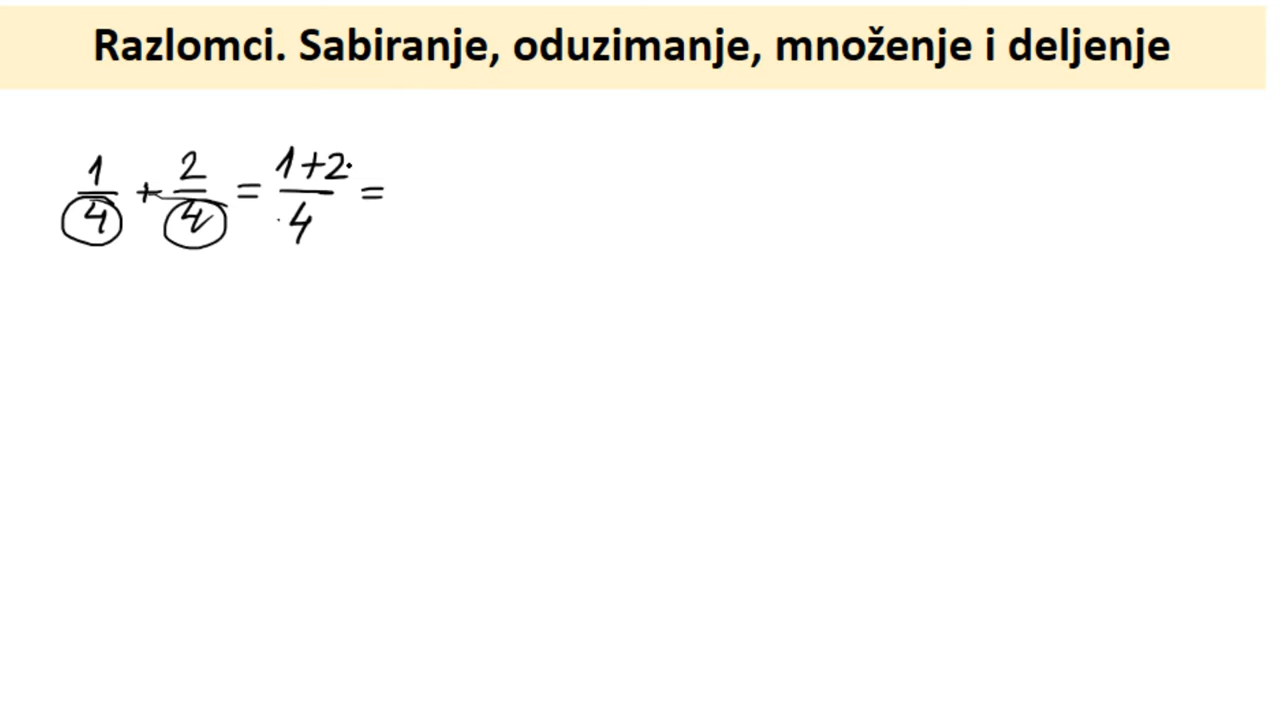 Razlomci. Sabiranje, oduzimanje, množenje i deljenje
1/4 + 2/4 = (1+2)/4 =